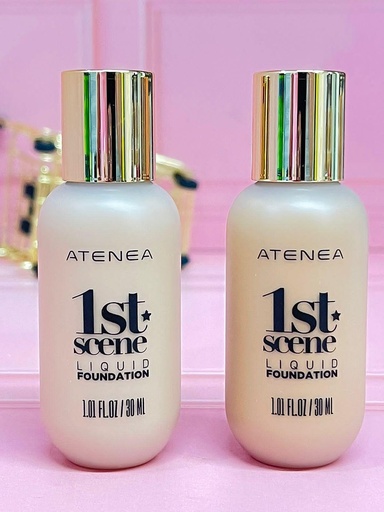 ATENEA
1st
scene
LIQUID
FOUNDATION
1.01 FL.OZ / 30 ML
ATENEA
1st
scene
LIQUID
FOUNDATION
1.01 FL.OZ / 30 ML